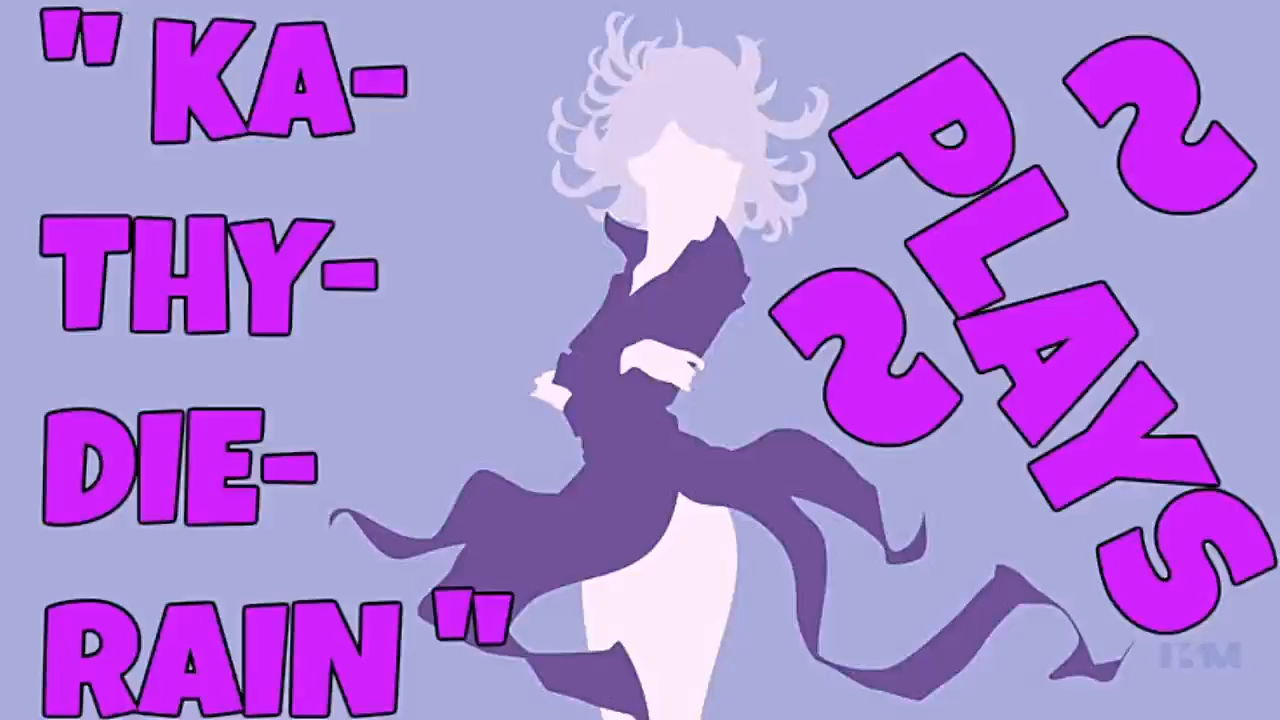 " KA-
THY-
DIE-
RAIN "
~ PLAYS ~